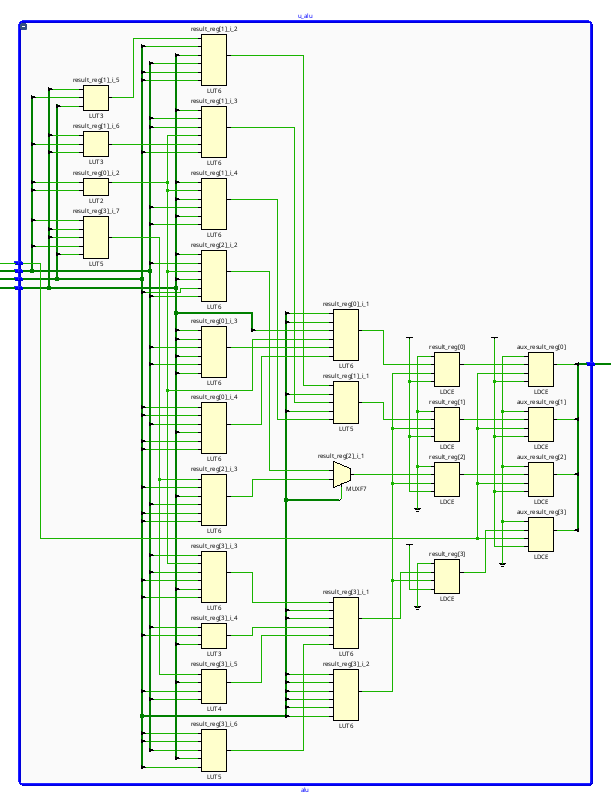 u_alu
result_reg[1]_i_2
LUT6
result_reg[1]_i_5
LUT3
result_reg[1]_i_3
LUT6
result_reg[1]_i_6
LUT3
result_reg[0]_i_2
LUT2
result_reg[1]_i_4
LUT6
result_reg[3]_i_7
LUT5
result_reg[2]_i_2
LUT6
result_reg[0]_i_3
LUT6
result_reg[0]_i_1
LUT6
result_reg[0]
LDCE
aux_result_reg[0]
LDCE
result_reg[1]_i_1
LUT5
result_reg[0]_i_4
LUT6
result_reg[1]
LDCE
aux_result_reg[1]
LDCE
result_reg[2]_i_1
MUXF7
result_reg[2]
LDCE
aux_result_reg[2]
LDCE
result_reg[2]_i_3
LUT6
aux_result_reg[3]
LDCE
result_reg[3]_i_3
LUT6
result_reg[3]
LDCE
result_reg[3]_i_1
LUT6
result_reg[3]_i_4
LUT3
result_reg[3]_i_5
LUT4
result_reg[3]_i_2
LUT6
result_reg[3]_i_6
LUT5
alu